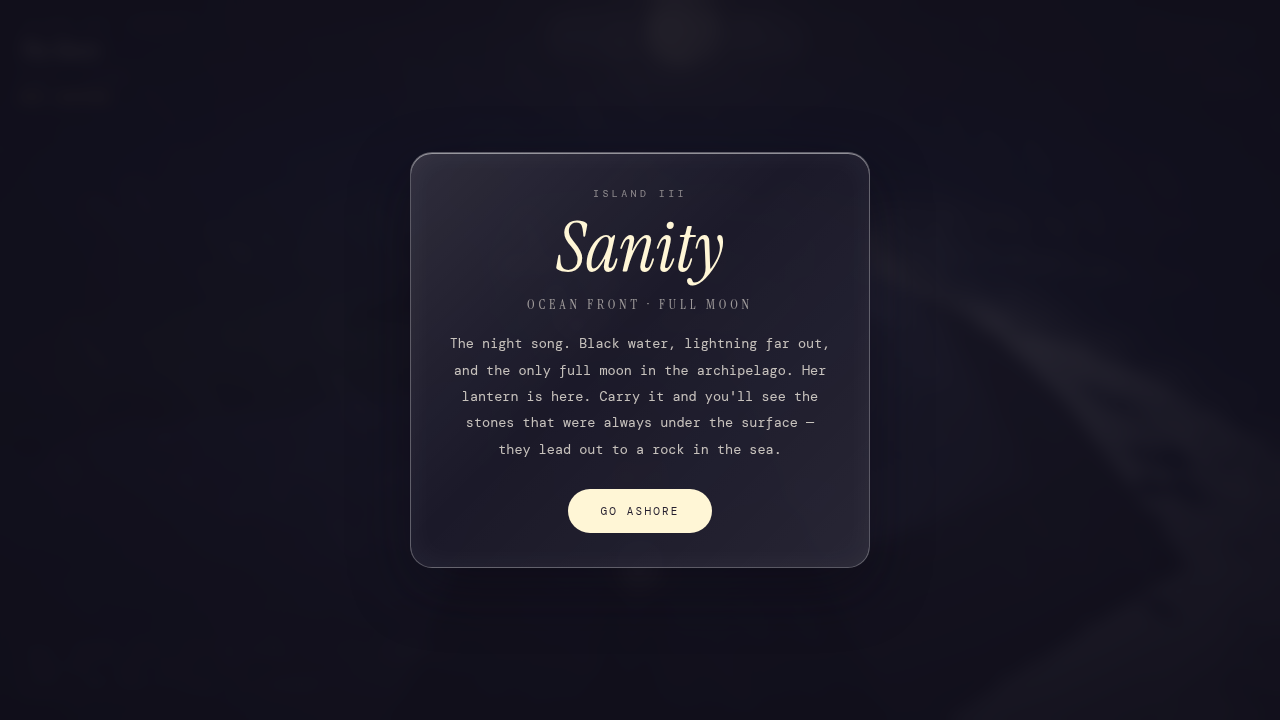 ISLAND III
Sanity
OCEAN FRONT · FULL MOON
The night song. Black water, lightning far out,
and the only full moon in the archipelago. Her
lantern is here. Carry it and you'll see the
stones that were always under the surface —
they lead out to a rock in the sea.
GO ASHORE